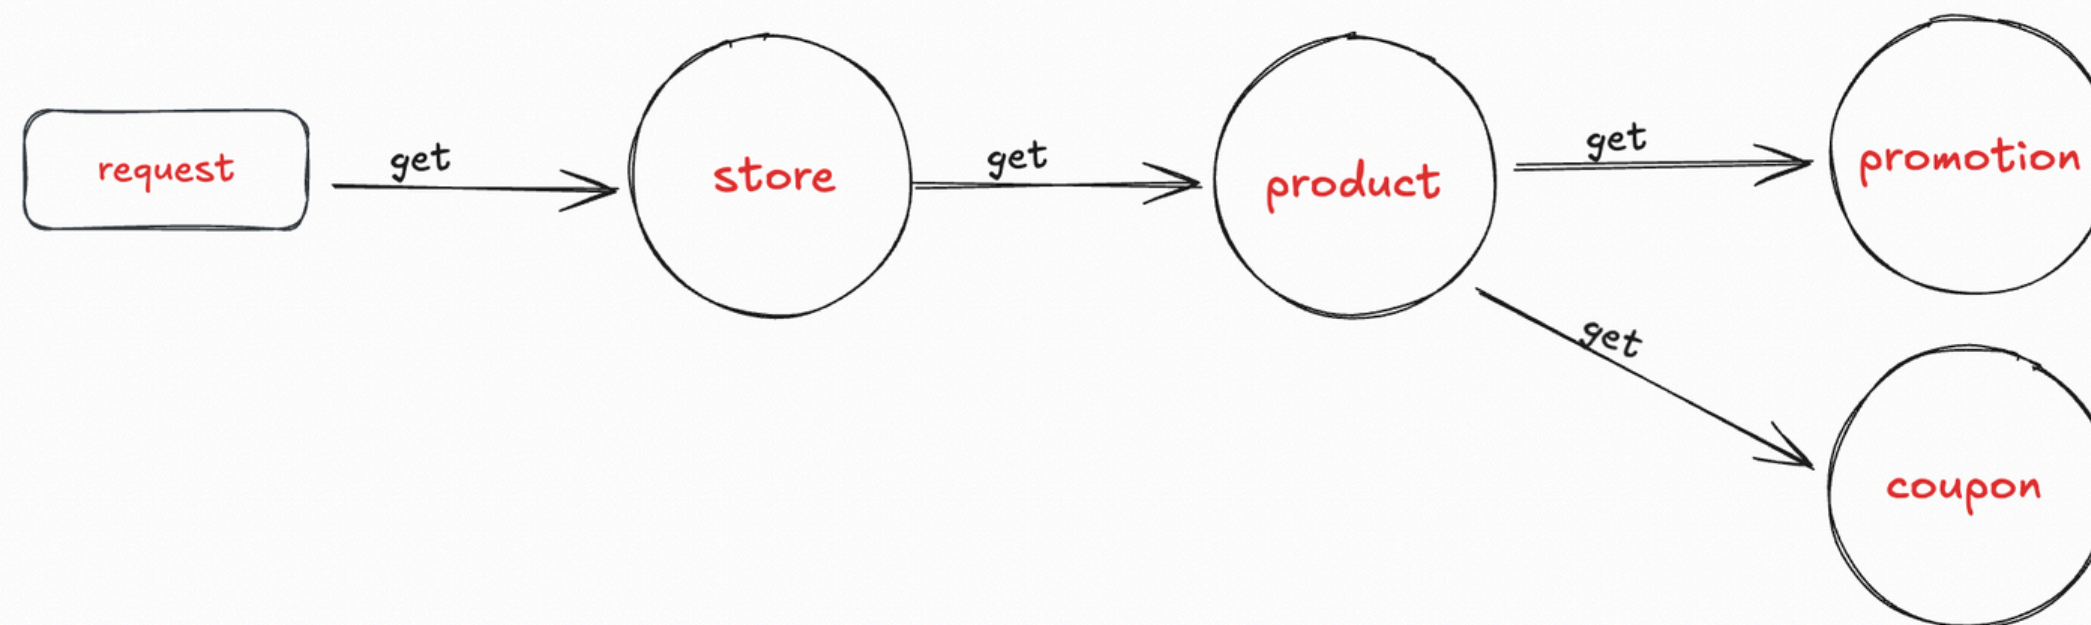 request
get
store
get
product
get
promotion
get
coupon